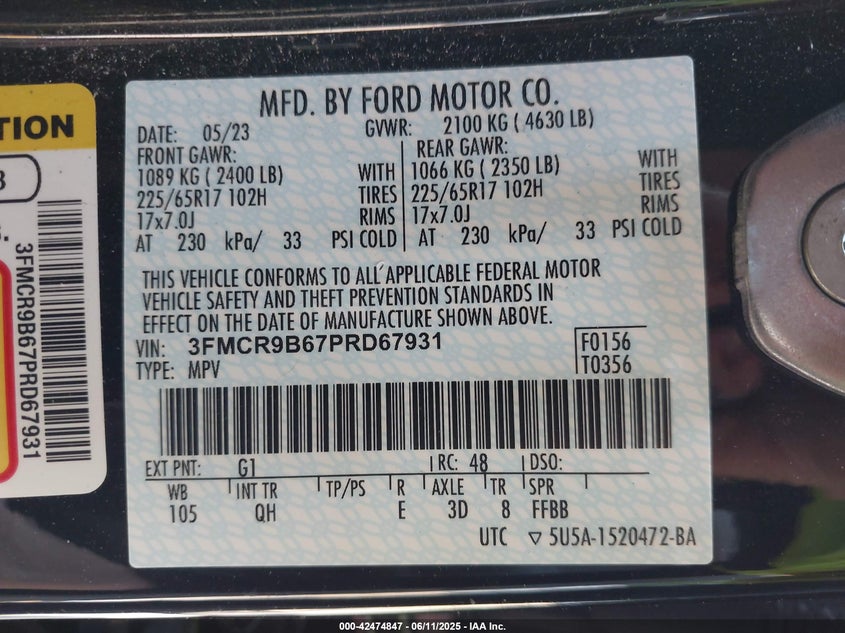 TION
3
3FMCR9B67PRD67931
MFD. BY FORD MOTOR CO.
DATE: 05/23 GVWR: 2100 KG ( 4630 LB)
FRONT GAWR:
1089 KG ( 2400 LB) WITH
225/65R17 102H TIRES
17x7.0J RIMS
AT 230 kPa/ 33 PSI COLD
REAR GAWR:
1066 KG ( 2350 LB) WITH
225/65R17 102H TIRES
17x7.0J RIMS
AT 230 kPa/ 33 PSI COLD
THIS VEHICLE CONFORMS TO ALL APPLICABLE FEDERAL MOTOR
VEHICLE SAFETY AND THEFT PREVENTION STANDARDS IN
EFFECT ON THE DATE OF MANUFACTURE SHOWN ABOVE.
VIN: 3FMCR9B67PRD67931 F0156
TYPE: MPV T0356
EXT PNT: G1 RC: 48 DSO:
WB INT TR TP/PS R AXLE TR SPR
105 QH E 3D 8 FFBB
UTC ▽ 5U5A-1520472-BA
000-42474847 - 06/11/2025 - IAA Inc.